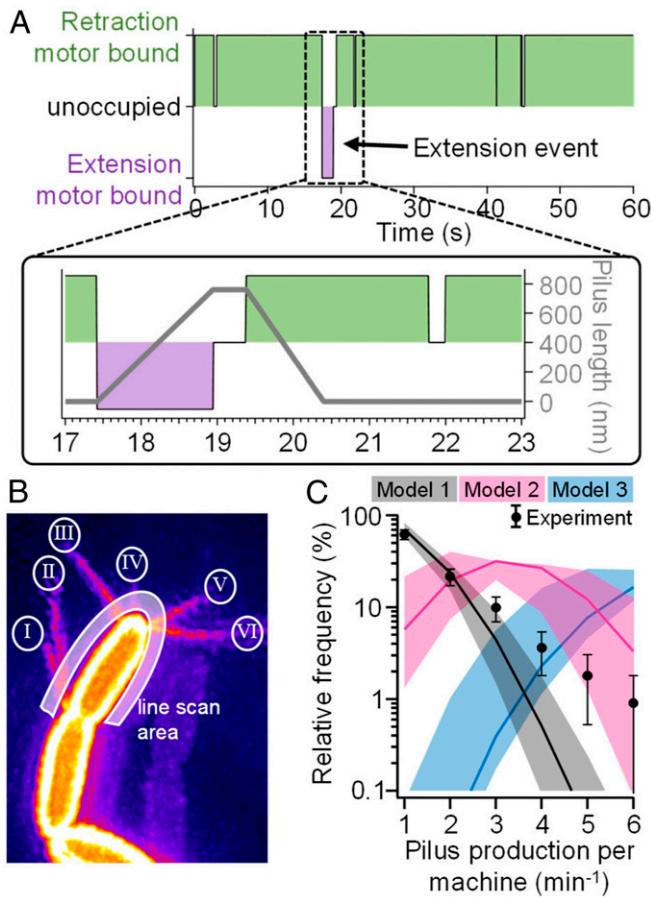 A
Retraction
motor bound
unoccupied
Extension
motor bound
Extension event
0 10 20 30 40 50 60
Time (s)
800
600
400
200
0
Pilus length (nm)
17 18 19 20 21 22 23
B
III
II
IV
I
V
VI
line scan
area
C
Model 1 Model 2 Model 3
Experiment
Relative frequency (%)
100
10
1
0.1
1 2 3 4 5 6
Pilus production per
machine (min⁻¹)